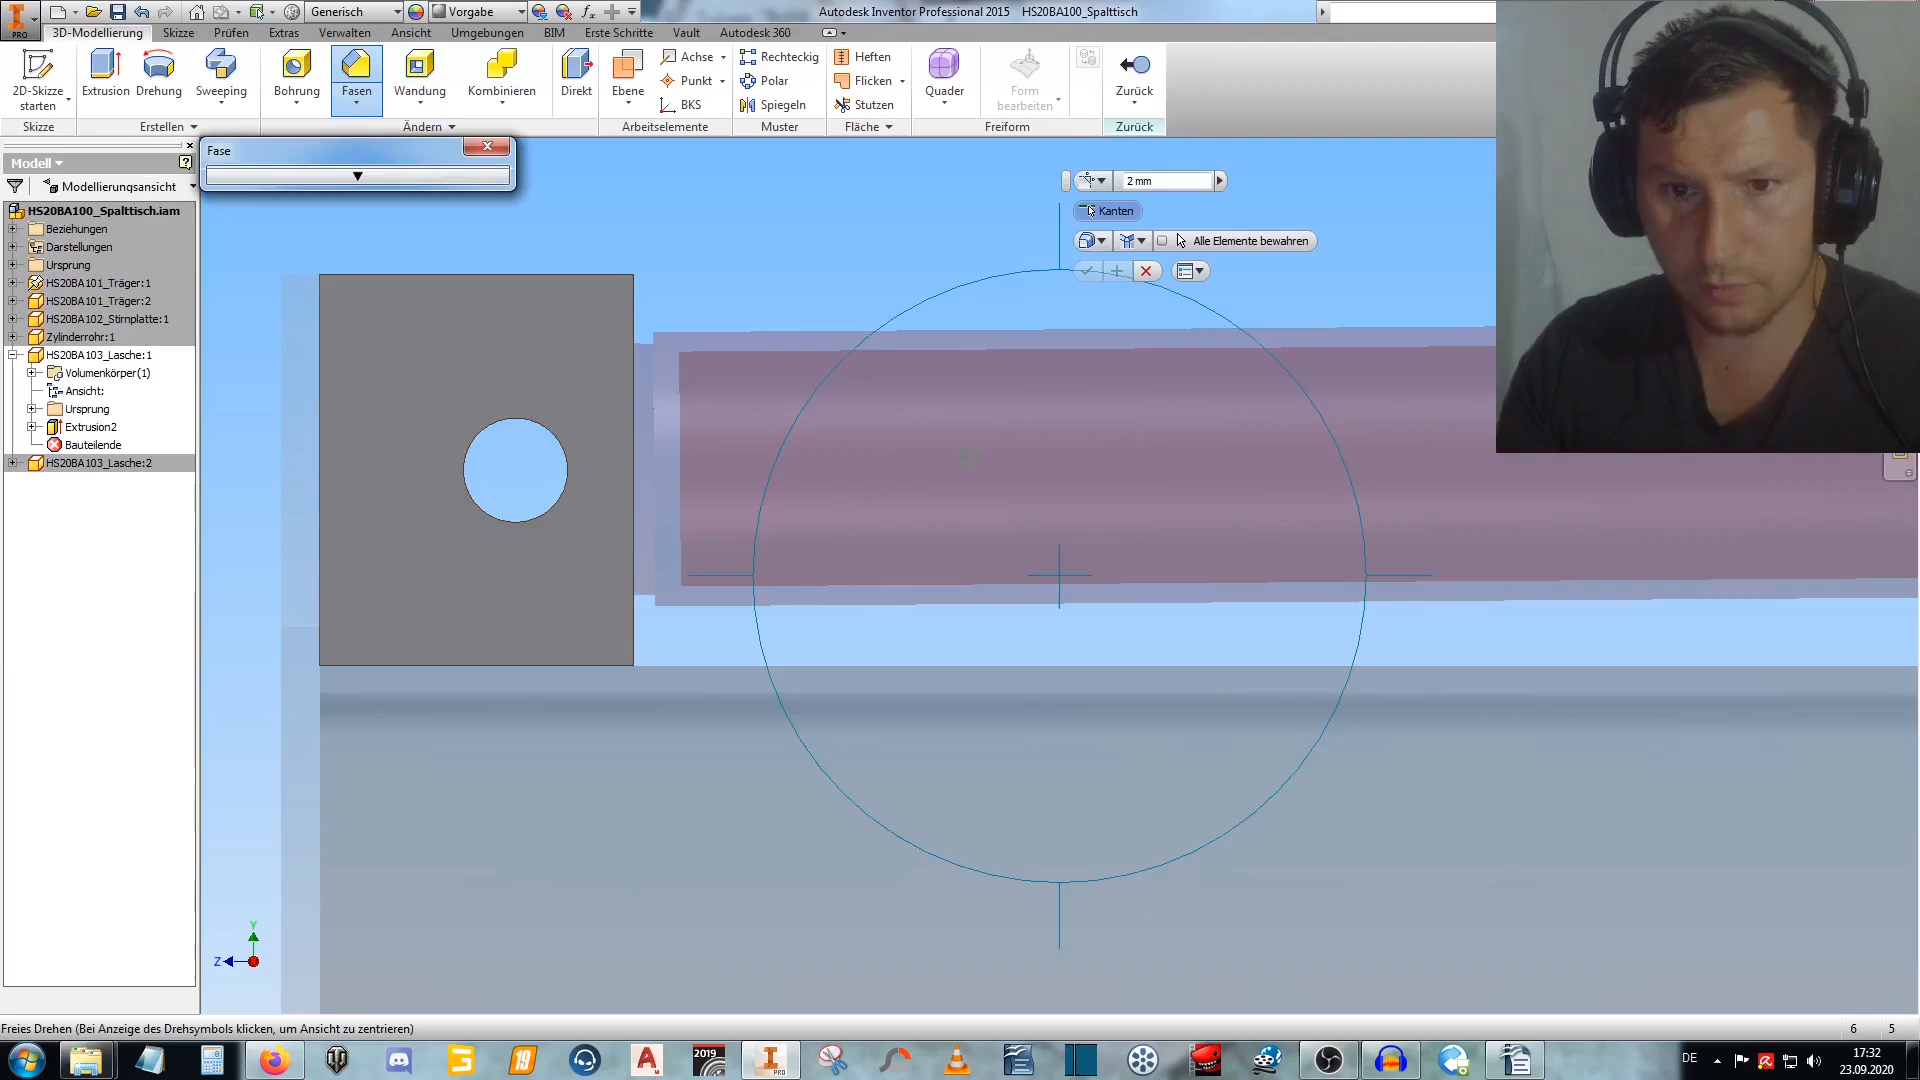 Generisch
Vorgabe
Autodesk Inventor Professional 2015 HS20BA100_Spalttisch
PRO
3D-Modellierung Skizze Prüfen Extras Verwalten Ansicht Umgebungen BIM Erste Schritte Vault Autodesk 360
2D-Skizze starten
Extrusion Drehung Sweeping
Bohrung Fasen Wandung Kombinieren
Direkt
Ebene
Achse
Punkt
BKS
Rechteckig
Polar
Spiegeln
Heften
Flicken
Stutzen
Quader
Form bearbeiten
Zurück
Skizze Erstellen Ändern Arbeitselemente Muster Fläche Freiform Zurück
Modell
Modellierungsansicht
HS20BA100_Spalttisch.iam
Beziehungen
Darstellungen
Ursprung
HS20BA101_Träger:1
HS20BA101_Träger:2
HS20BA102_Stirnplatte:1
Zylinderrohr:1
HS20BA103_Lasche:1
Volumenkörper(1)
Ansicht:
Ursprung
Extrusion2
Bauteilende
HS20BA103_Lasche:2
Fase
2 mm
Kanten
Alle Elemente bewahren
Y
Z
Freies Drehen (Bei Anzeige des Drehsymbols klicken, um Ansicht zu zentrieren)
6 5
19
2019
PRO
DE
17:32
23.09.2020